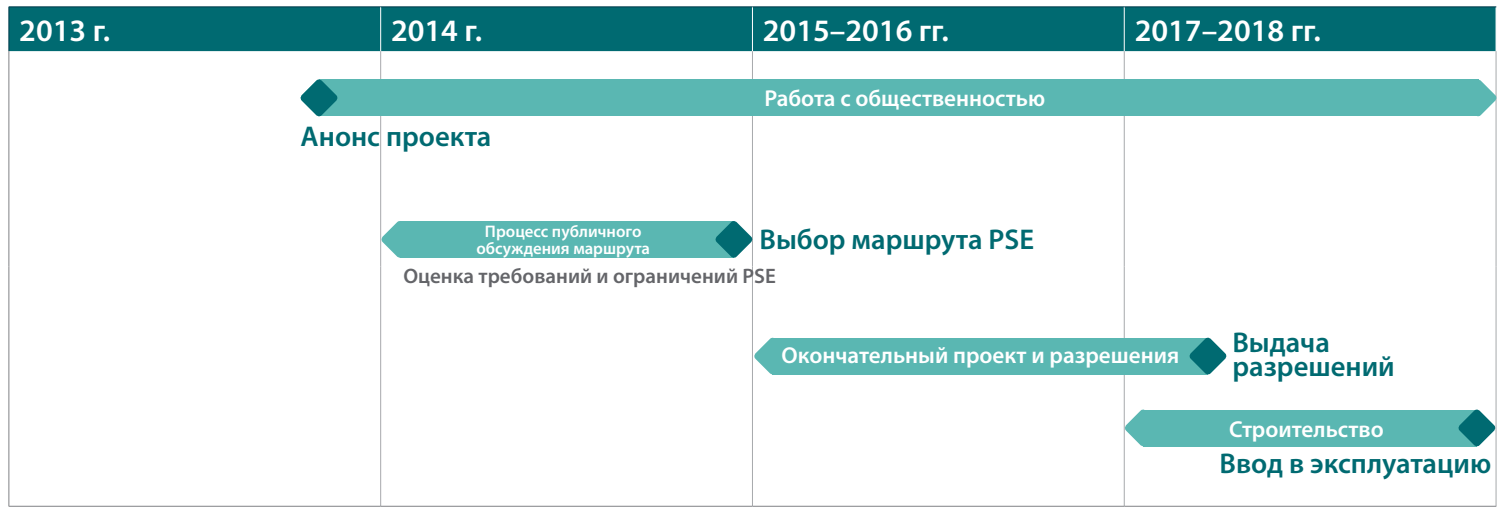 2013 г.
2014 г.
2015–2016 гг.
2017–2018 гг.
Работа с общественностью
Анонс проекта
Процесс публичного
обсуждения маршрута
Выбор маршрута PSE
Оценка требований и ограничений PSE
Окончательный проект и разрешения
Выдача
разрешений
Строительство
Ввод в эксплуатацию